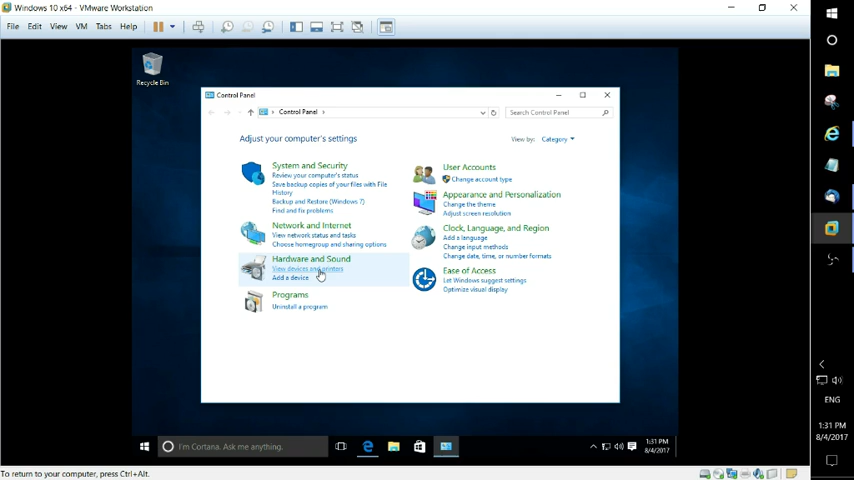 Windows 10 x64 - VMware Workstation
File Edit View VM Tabs Help
Recycle Bin
Control Panel
Control Panel
Search Control Panel
Adjust your computer's settings
View by: Category
System and Security
Review your computer's status
Save backup copies of your files with File
History
Backup and Restore (Windows 7)
Find and fix problems
Network and Internet
View network status and tasks
Choose homegroup and sharing options
Hardware and Sound
View devices and printers
Add a device
Programs
Uninstall a program
User Accounts
Change account type
Appearance and Personalization
Change the theme
Adjust screen resolution
Clock, Language, and Region
Add a language
Change input methods
Change date, time, or number formats
Ease of Access
Let Windows suggest settings
Optimize visual display
I'm Cortana. Ask me anything.
1:31 PM
8/4/2017
To return to your computer, press Ctrl+Alt.
ENG
1:31 PM
8/4/2017